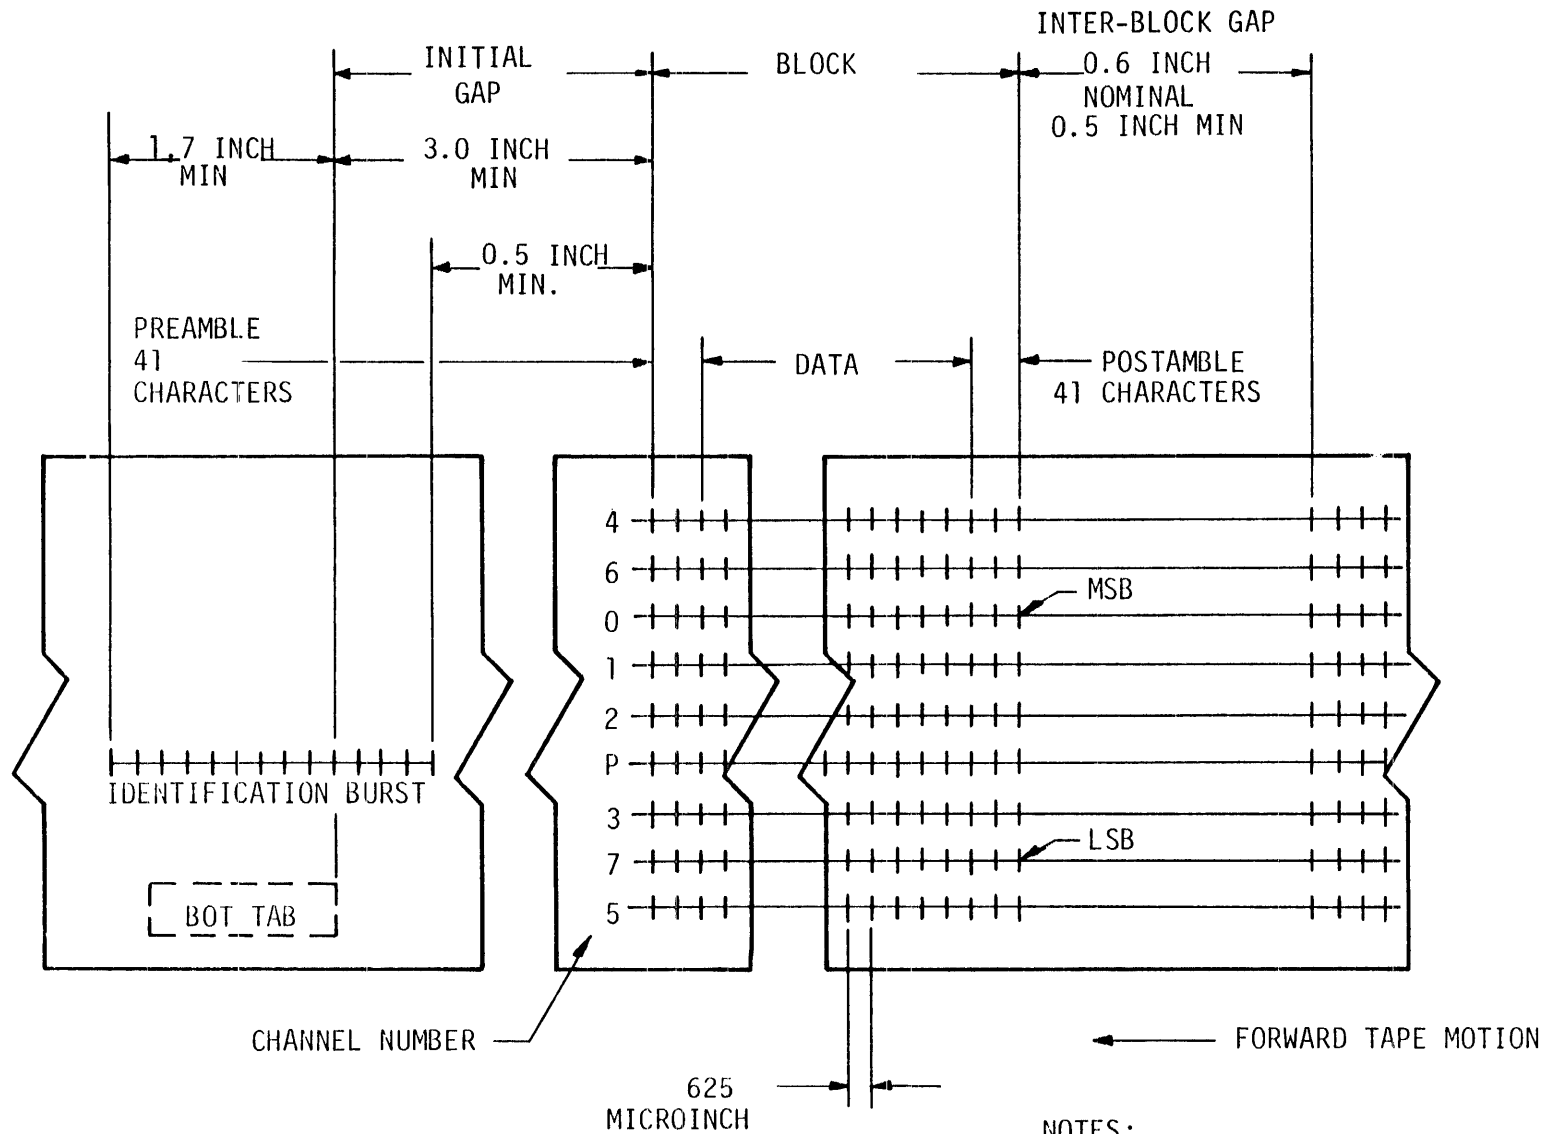 INTER-BLOCK GAP
INITIAL
GAP
BLOCK
0.6 INCH
NOMINAL
0.5 INCH MIN
1.7 INCH
MIN
3.0 INCH
MIN
0.5 INCH
MIN.
PREAMBLE
41
CHARACTERS
DATA
POSTAMBLE
41 CHARACTERS
4
6
0
1
2
P
3
7
5
MSB
LSB
IDENTIFICATION BURST
BOT TAB
CHANNEL NUMBER
FORWARD TAPE MOTION
625
MICROINCH
NOTES: